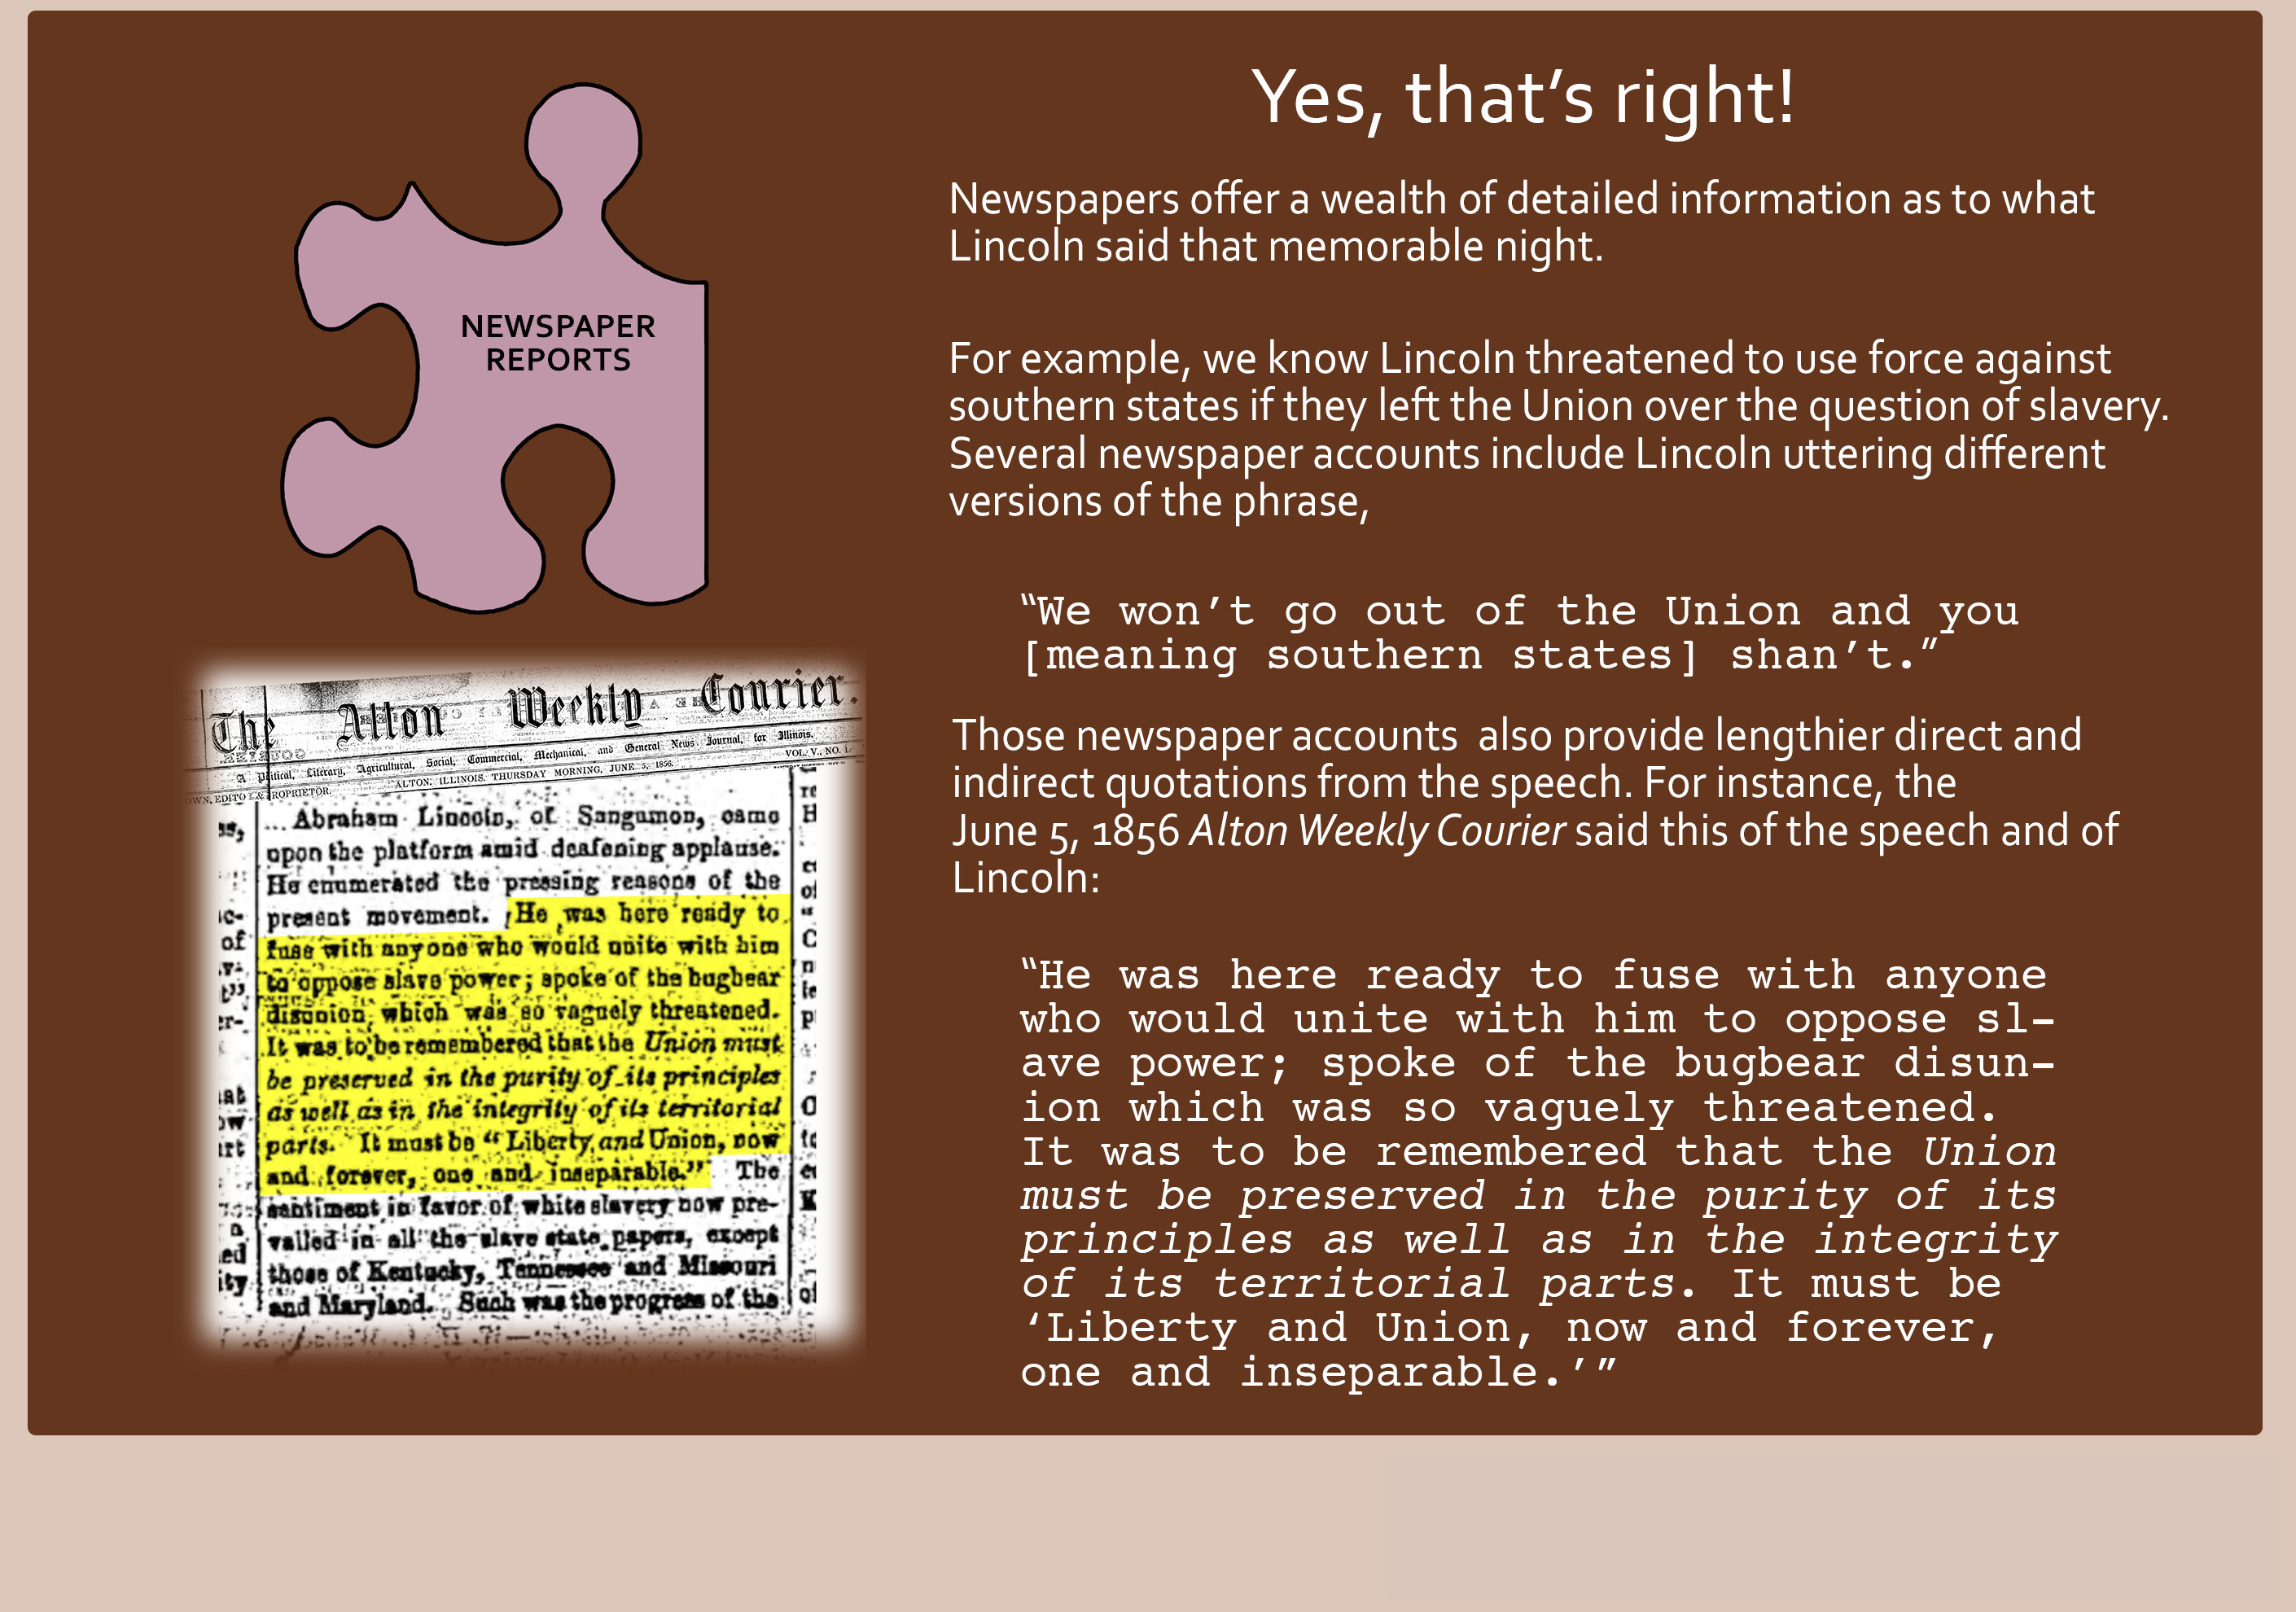 Yes, that’s right!
Newspapers offer a wealth of detailed information as to what
Lincoln said that memorable night.
For example, we know Lincoln threatened to use force against
southern states if they left the Union over the question of slavery.
Several newspaper accounts include Lincoln uttering different
versions of the phrase,
“We won’t go out of the Union and you
[meaning southern states] shan’t.”
Those newspaper accounts also provide lengthier direct and
indirect quotations from the speech. For instance, the
June 5, 1856 Alton Weekly Courier said this of the speech and of
Lincoln:
“He was here ready to fuse with anyone
who would unite with him to oppose sl-
ave power; spoke of the bugbear disun-
ion which was so vaguely threatened.
It was to be remembered that the Union
must be preserved in the purity of its
principles as well as in the integrity
of its territorial parts. It must be
‘Liberty and Union, now and forever,
one and inseparable.’”
NEWSPAPER
REPORTS
The Alton Weekly Courier.
A Political, Literary, Agricultural, Social, Commercial, Mechanical, and General News Journal, for Illinois.
ALTON, ILLINOIS, THURSDAY MORNING, JUNE 5, 1856. VOL. V., NO. 1.
OWN, EDITOR & PROPRIETOR.
... Abraham Lincoln, of Sangamon, came
upon the platform amid deafening applause.
He enumerated the pressing reasons of the
present movement. He was here ready to
fuse with anyone who would unite with him
to oppose slave power; spoke of the bugbear
disunion which was so vaguely threatened.
It was to be remembered that the Union must
be preserved in the purity of its principles
as well as in the integrity of its territorial
parts. It must be “Liberty and Union, now
and forever, one and inseparable.” The
sentiment in favor of white slavery now pre-
vailed in all the slave state papers, except
those of Kentucky, Tennessee and Missouri
and Maryland. Such was the progress of the